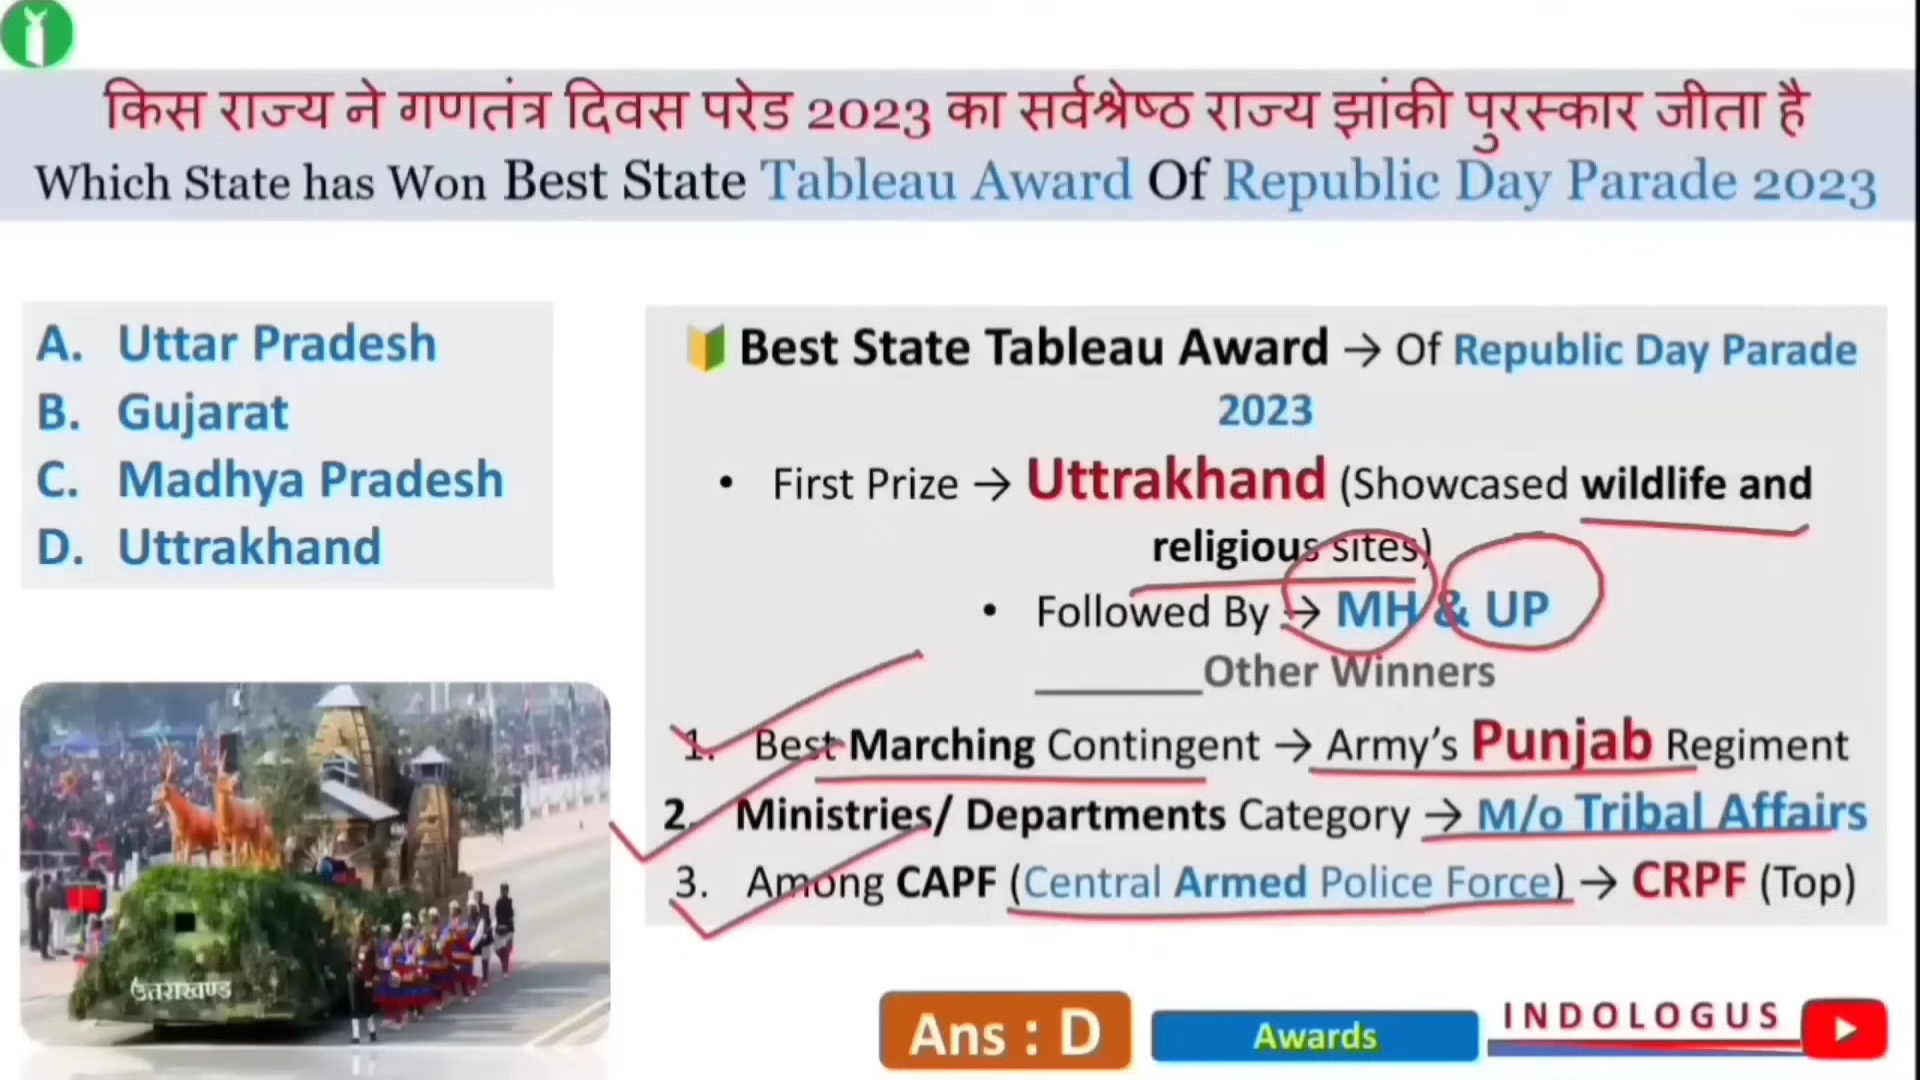 किस राज्य ने गणतंत्र दिवस परेड 2023 का सर्वश्रेष्ठ राज्य झांकी पुरस्कार जीता है
Which State has Won Best State Tableau Award Of Republic Day Parade 2023
A. Uttar Pradesh
B. Gujarat
C. Madhya Pradesh
D. Uttrakhand
Best State Tableau Award → Of Republic Day Parade
2023
• First Prize → Uttrakhand (Showcased wildlife and
religious sites)
• Followed By → MH & UP
_______Other Winners
1. Best Marching Contingent → Army’s Punjab Regiment
2. Ministries/ Departments Category → M/o Tribal Affairs
3. Among CAPF (Central Armed Police Force) → CRPF (Top)
उत्तराखण्ड
Ans : D
Awards
INDOLOGUS